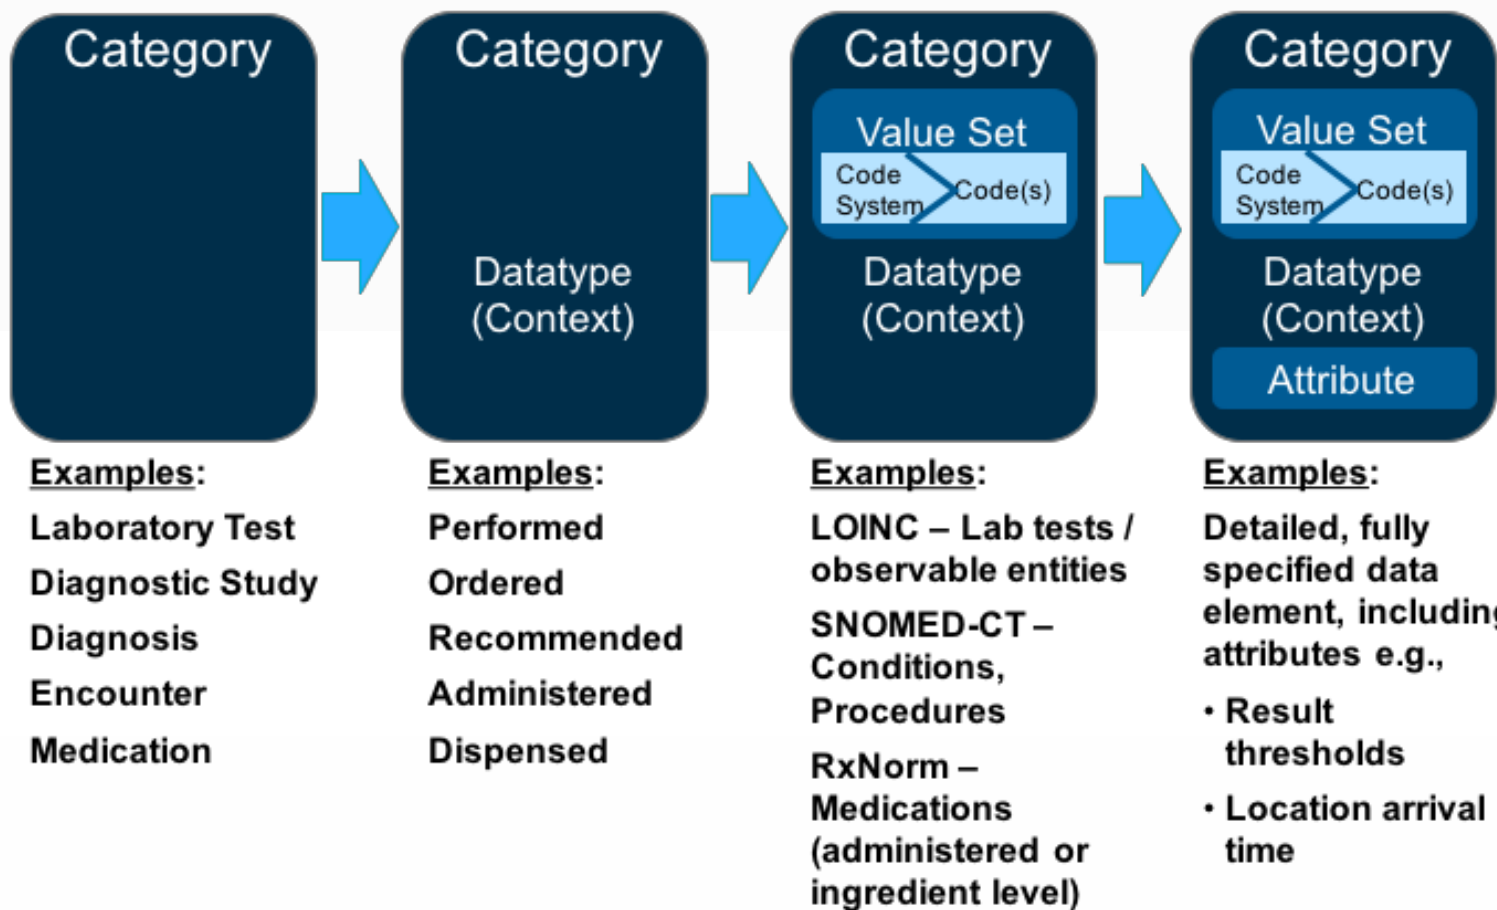 Category
Examples:
Laboratory Test
Diagnostic Study
Diagnosis
Encounter
Medication
Category
Datatype
(Context)
Examples:
Performed
Ordered
Recommended
Administered
Dispensed
Category
Value Set
Code
System
Code(s)
Datatype
(Context)
Examples:
LOINC – Lab tests /
observable entities
SNOMED-CT –
Conditions,
Procedures
RxNorm –
Medications
(administered or
ingredient level)
Category
Value Set
Code
System
Code(s)
Datatype
(Context)
Attribute
Examples:
Detailed, fully
specified data
element, including
attributes e.g.,
• Result
thresholds
• Location arrival
time